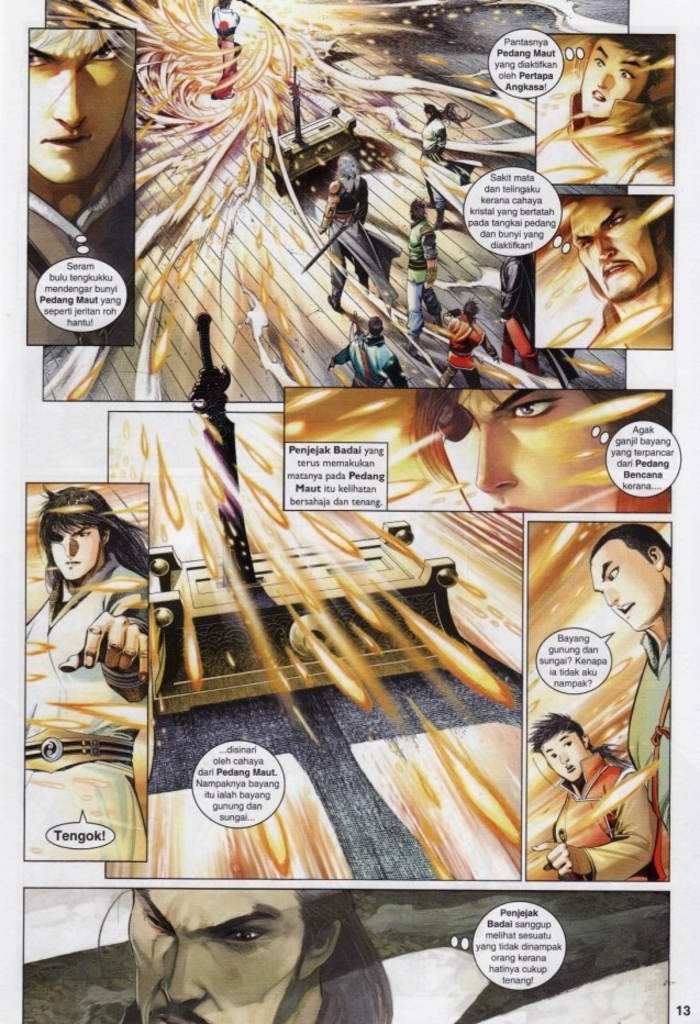 Seram
bulu tengkukku
mendengar bunyi
Pedang Maut yang
seperti jeritan roh
hantu!
Pantasnya
Pedang Maut
yang diaktifkan
oleh Pertapa
Angkasa!
Sakit mata
dan telingaku
kerana cahaya
kristal yang bertatah
pada tangkai pedang
dan bunyi yang
diaktifkan!
Penjejak Badai yang
terus memakukan
matanya pada Pedang
Maut itu kelihatan
bersahaja dan tenang.
Agak
ganjil bayang
yang terpancar
dari Pedang
Bencana
kerana....
Tengok!
...disinari
oleh cahaya
dari Pedang Maut.
Nampaknya bayang
itu ialah bayang
gunung dan
sungai...
Bayang
gunung dan
sungai? Kenapa
ia tidak aku
nampak?
Penjejak
Badai sanggup
melihat sesuatu
yang tidak dinampak
orang kerana
hatinya cukup
tenang!
13